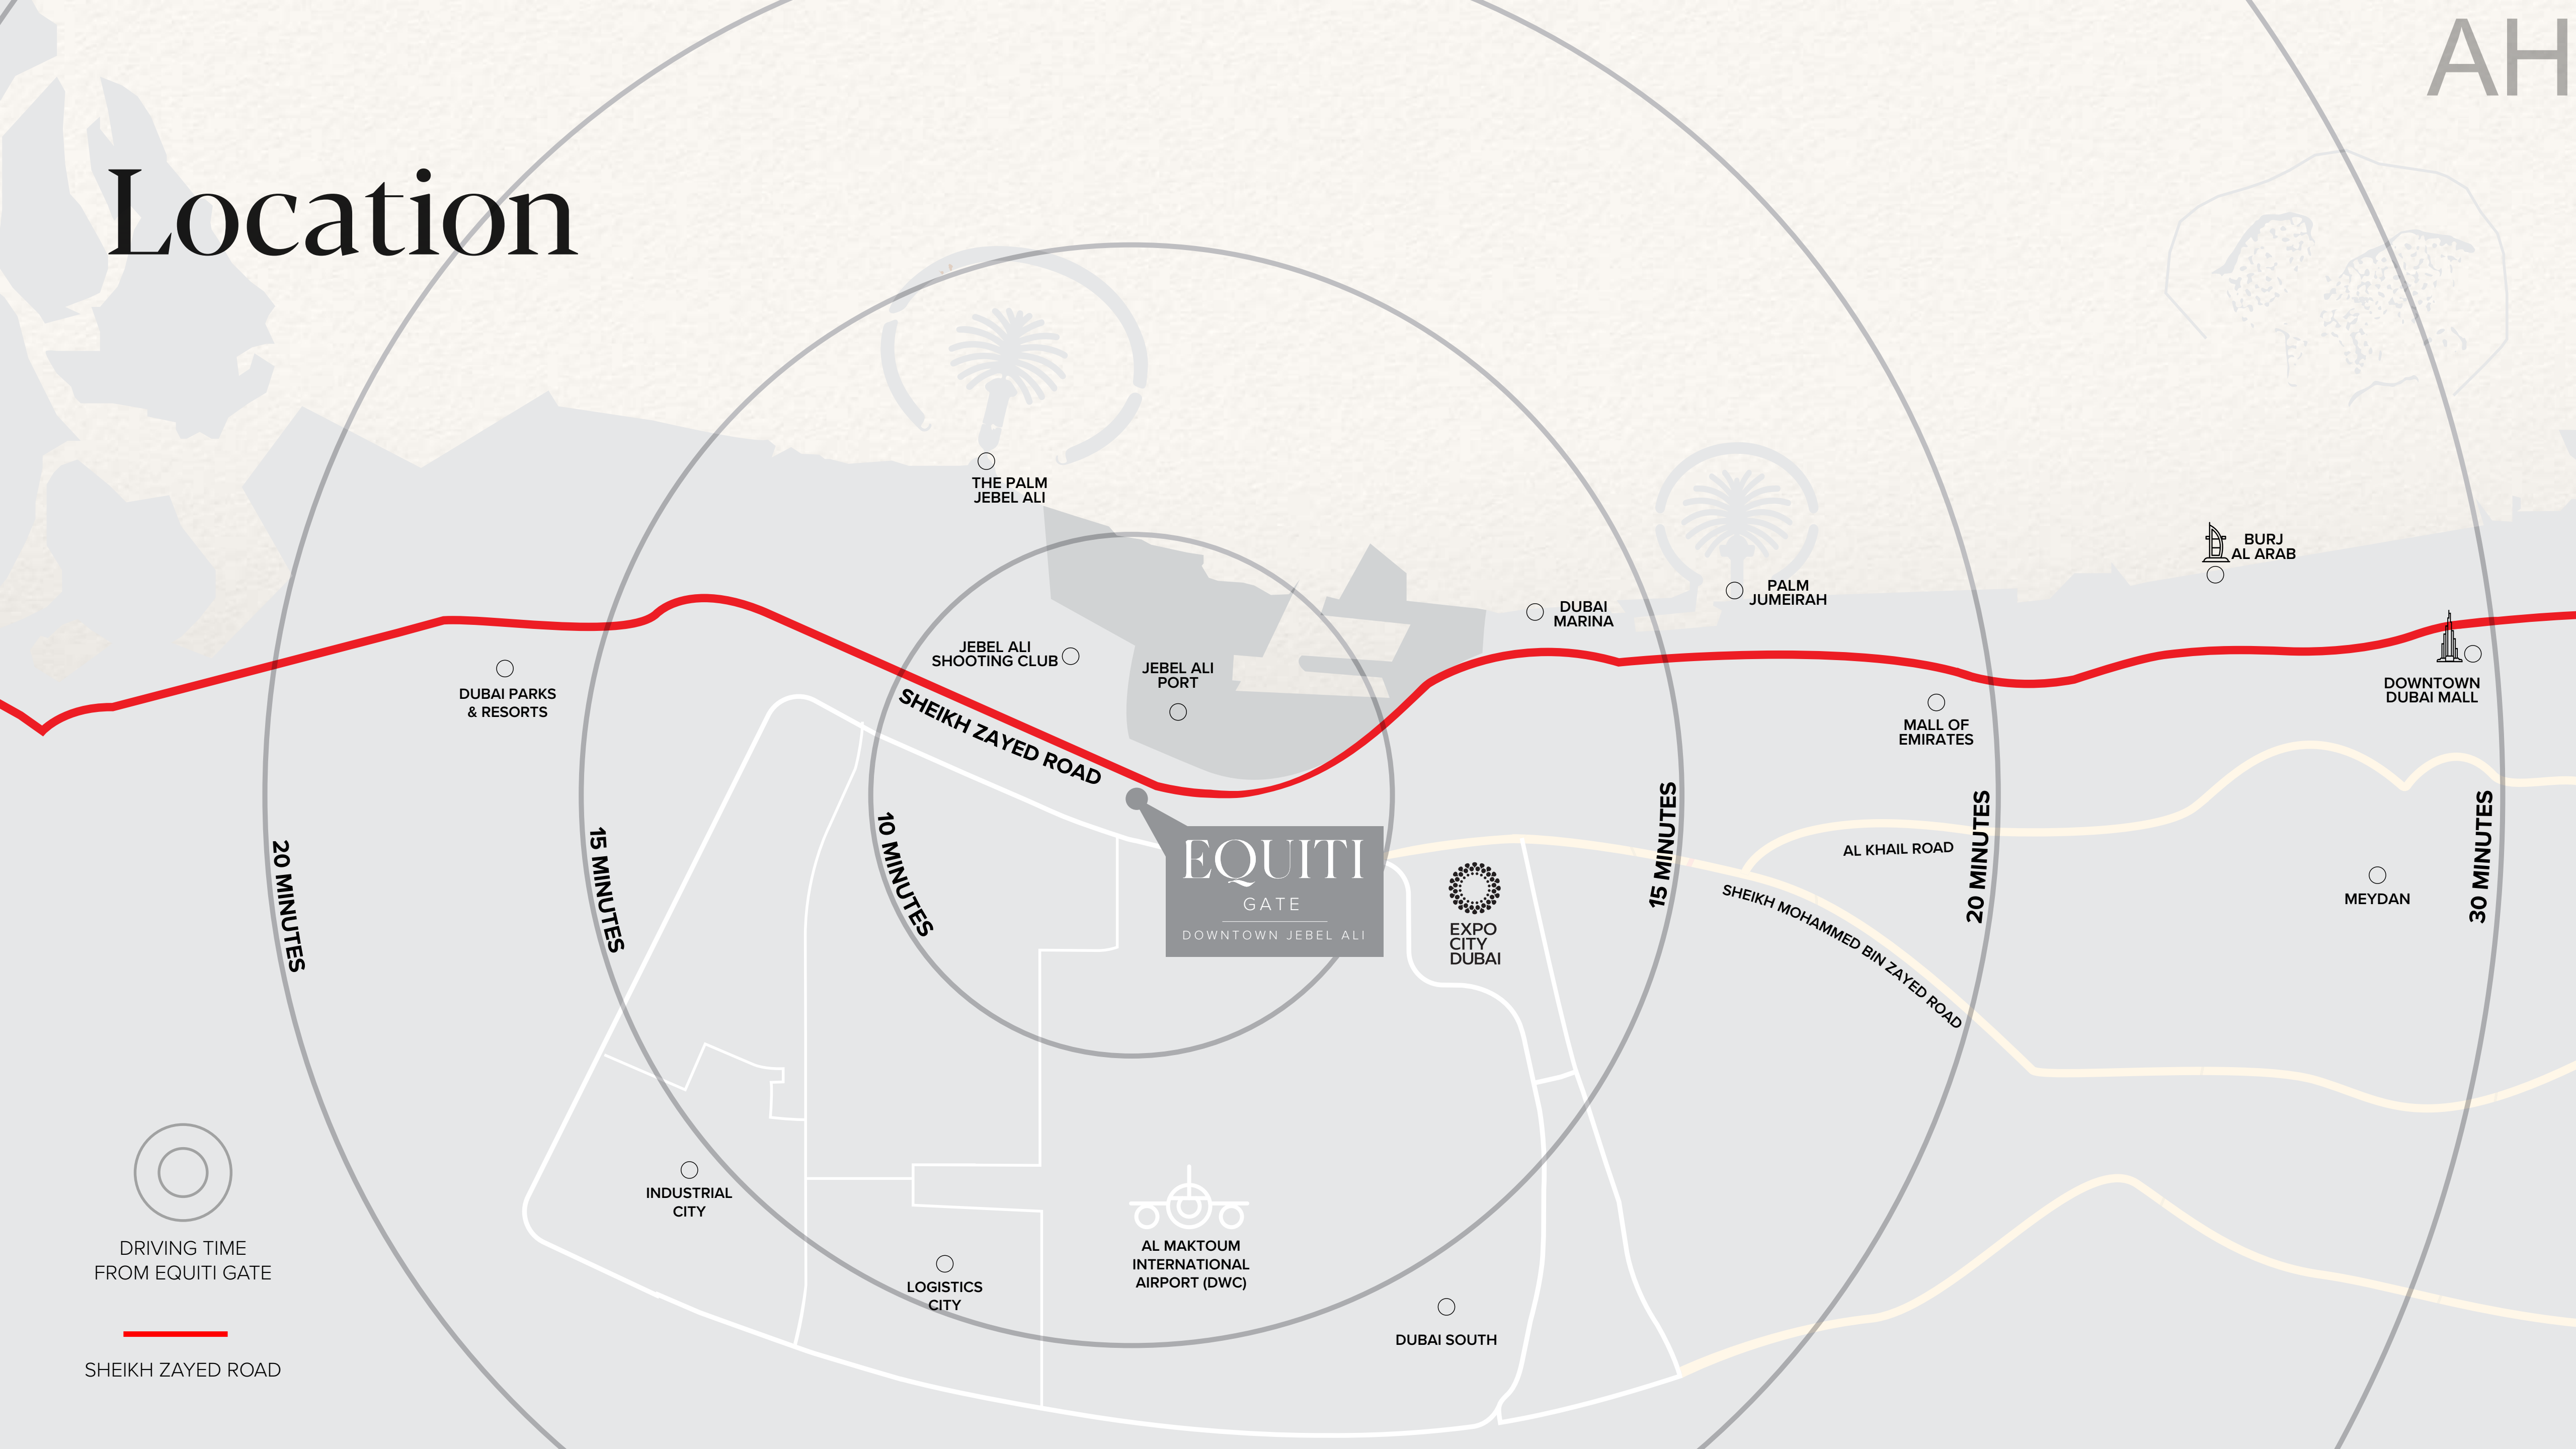 AH
Location
THE PALM
JEBEL ALI
BURJ
AL ARAB
PALM
JUMEIRAH
DUBAI
MARINA
JEBEL ALI
SHOOTING CLUB
JEBEL ALI
PORT
DUBAI PARKS
& RESORTS
DOWNTOWN
DUBAI MALL
SHEIKH ZAYED ROAD
MALL OF
EMIRATES
20 MINUTES
15 MINUTES
10 MINUTES
EQUITI
GATE
DOWNTOWN JEBEL ALI
EXPO
CITY
DUBAI
15 MINUTES
AL KHAIL ROAD
20 MINUTES
SHEIKH MOHAMMED BIN ZAYED ROAD
MEYDAN
30 MINUTES
INDUSTRIAL
CITY
LOGISTICS
CITY
AL MAKTOUM
INTERNATIONAL
AIRPORT (DWC)
DUBAI SOUTH
DRIVING TIME
FROM EQUITI GATE
SHEIKH ZAYED ROAD